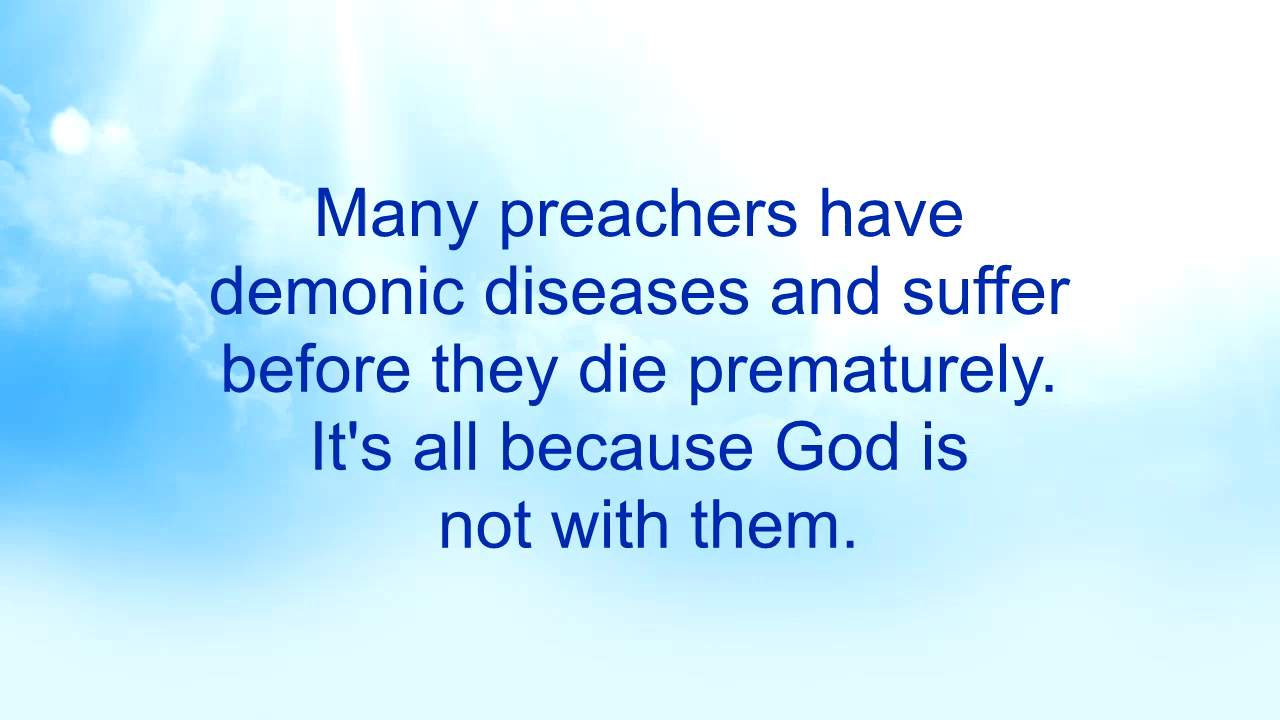 Many preachers have
demonic diseases and suffer
before they die prematurely.
It's all because God is
not with them.